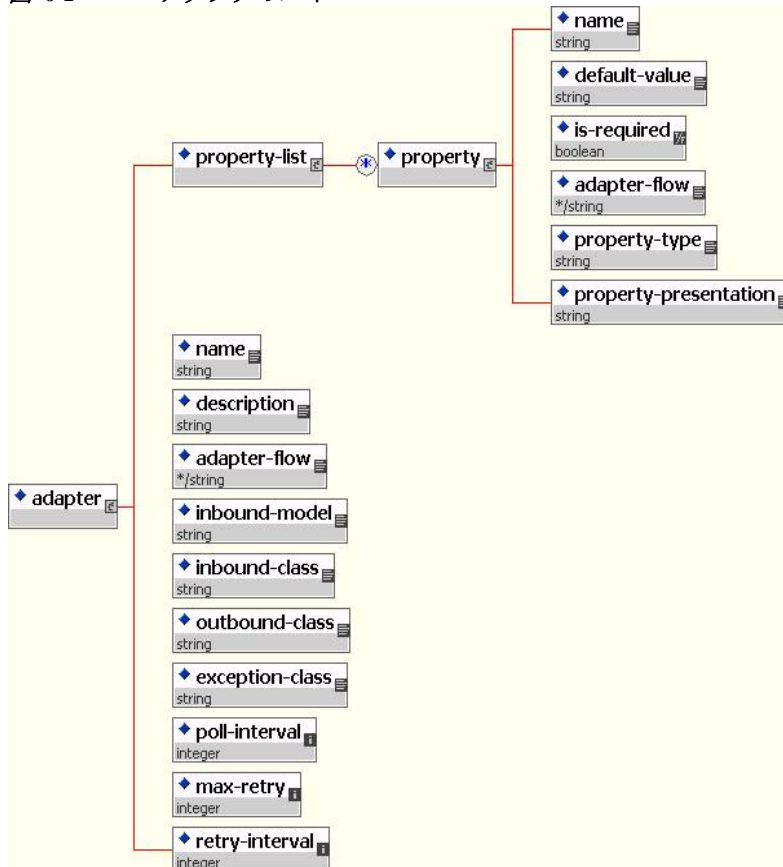 property-list
property
name
string
default-value
string
is-required
boolean
adapter-flow
*/string
property-type
string
property-presentation
string
adapter
name
string
description
string
adapter-flow
*/string
inbound-model
string
inbound-class
string
outbound-class
string
exception-class
string
poll-interval
integer
max-retry
integer
retry-interval
integer